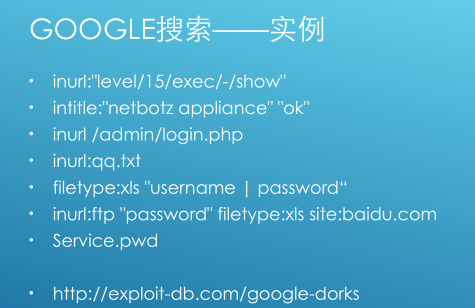 GOOGLE搜索——实例
• inurl:"level/15/exec/-/show"
• intitle:"netbotz appliance" "ok"
• inurl /admin/login.php
• inurl:qq.txt
• filetype:xls "username | password“
• inurl:ftp "password" filetype:xls site:baidu.com
• Service.pwd
• http://exploit-db.com/google-dorks